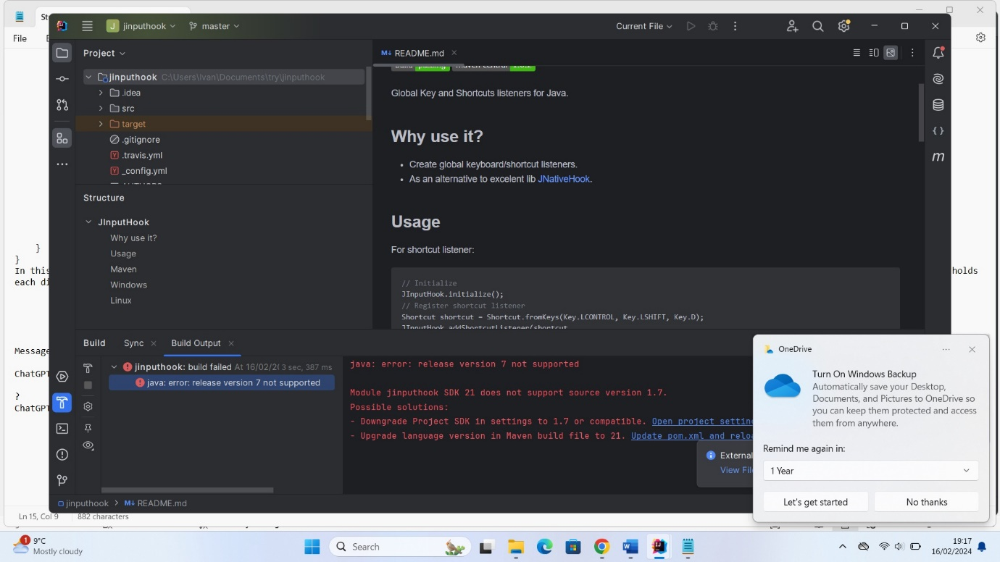 St
File
jinputhook
master
Current File
Project
M↓ README.md
jinputhook C:\Users\Ivan\Documents\try\jinputhook
.idea
src
target
.gitignore
.travis.yml
_config.yml
Structure
JInputHook
Why use it?
Usage
Maven
Windows
Linux
Global Key and Shortcuts listeners for Java.
Why use it?
• Create global keyboard/shortcut listeners.
• As an alternative to excelent lib JNativeHook.
Usage
For shortcut listener:
// Initialize
JInputHook.initialize();
// Register shortcut listener
Shortcut shortcut = Shortcut.fromKeys(Key.LCONTROL, Key.LSHIFT, Key.D);
JInputHook.addShortcutListener(shortcut,
}
}
In this
holds
each di
Message
ChatGPT
?
ChatGPT
Build
Sync
Build Output
jinputhook: build failed At 16/02/2 3 sec, 387 ms
java: error: release version 7 not supported
java: error: release version 7 not supported
Module jinputhook SDK 21 does not support source version 1.7.
Possible solutions:
- Downgrade Project SDK in settings to 1.7 or compatible. Open project settin
- Upgrade language version in Maven build file to 21. Update pom.xml and reloa
External
View File
OneDrive
Turn On Windows Backup
Automatically save your Desktop,
Documents, and Pictures to OneDrive so
you can keep them protected and access
them from anywhere.
Remind me again in:
1 Year
Let's get started
No thanks
jinputhook > M↓ README.md
Ln 15, Col 9
882 characters
1
9°C
Mostly cloudy
Search
19:17
16/02/2024